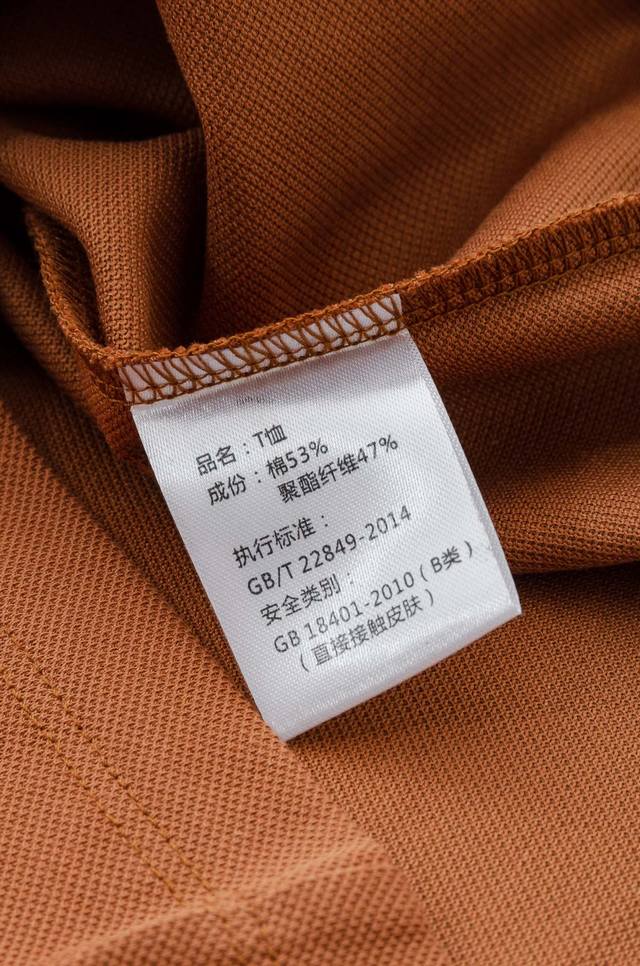 品名：T恤
成份：棉53%
聚酯纤维47%
执行标准：
GB/T 22849-2014
安全类别：
GB 18401-2010（B类）
（直接接触皮肤）